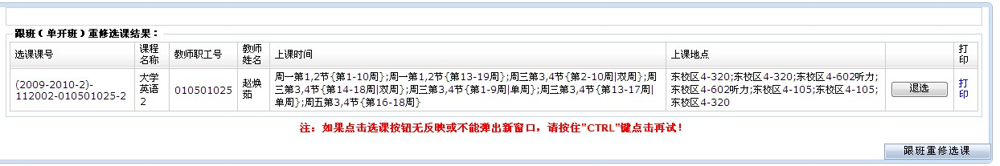 跟班（单开班）重修选课结果：
选课课号
课程
名称
教师职工号
教师
姓名
上课时间
上课地点
打
印
(2009-2010-2)-
112002-010501025-2
大学
英语
2
010501025
赵焕
茹
周一第1,2节{第1-10周};周一第1,2节{第13-19周};周三第3,4节{第2-10周|双周};周
三第3,4节{第14-18周|双周};周三第3,4节{第1-9周|单周};周三第3,4节{第13-17周|
单周};周五第3,4节{第16-18周}
东校区4-320;东校区4-320;东校区4-602听力;
东校区4-602听力;东校区4-105;东校区4-105;
东校区4-320
退选
打
印
注：如果点击选课按钮无反映或不能弹出新窗口，请按住"CTRL"键点击再试！
跟班重修选课